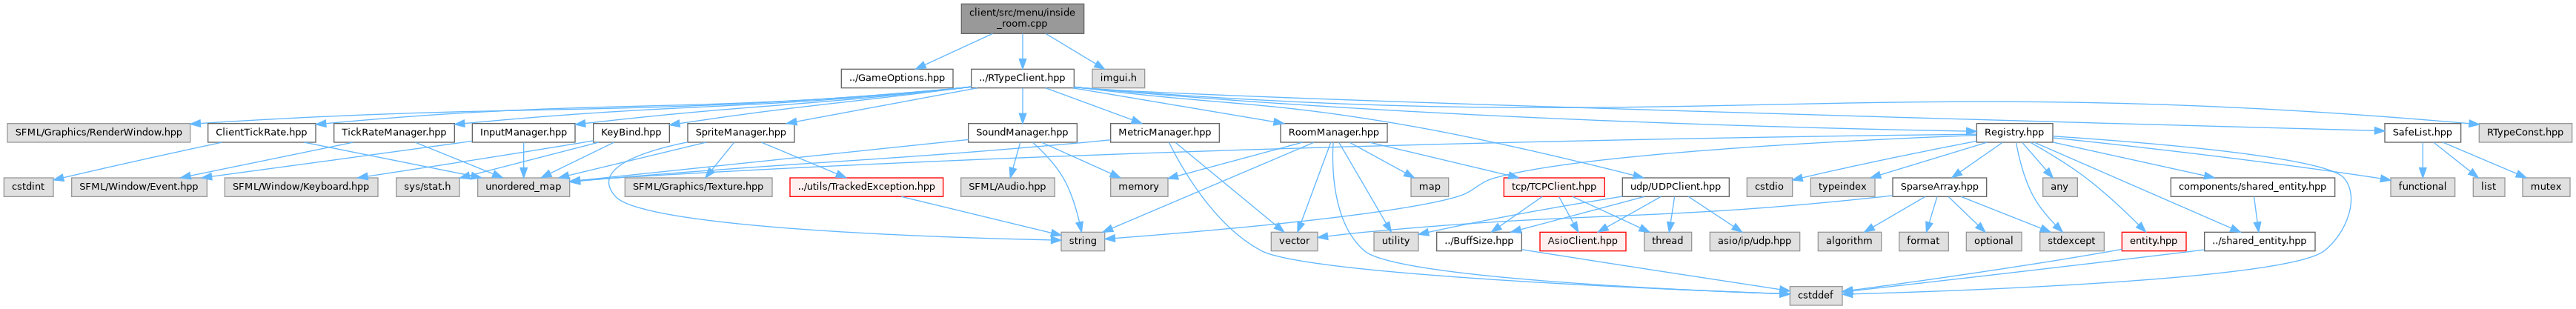 client/src/menu/inside
_room.cpp
../GameOptions.hpp
../RTypeClient.hpp
imgui.h
SFML/Graphics/RenderWindow.hpp
ClientTickRate.hpp
TickRateManager.hpp
InputManager.hpp
KeyBind.hpp
SpriteManager.hpp
SoundManager.hpp
MetricManager.hpp
RoomManager.hpp
Registry.hpp
SafeList.hpp
RTypeConst.hpp
cstdint
SFML/Window/Event.hpp
SFML/Window/Keyboard.hpp
sys/stat.h
unordered_map
SFML/Graphics/Texture.hpp
../utils/TrackedException.hpp
SFML/Audio.hpp
memory
map
tcp/TCPClient.hpp
udp/UDPClient.hpp
cstdio
typeindex
SparseArray.hpp
any
components/shared_entity.hpp
functional
list
mutex
string
vector
utility
../BuffSize.hpp
AsioClient.hpp
thread
asio/ip/udp.hpp
algorithm
format
optional
stdexcept
entity.hpp
../shared_entity.hpp
cstddef